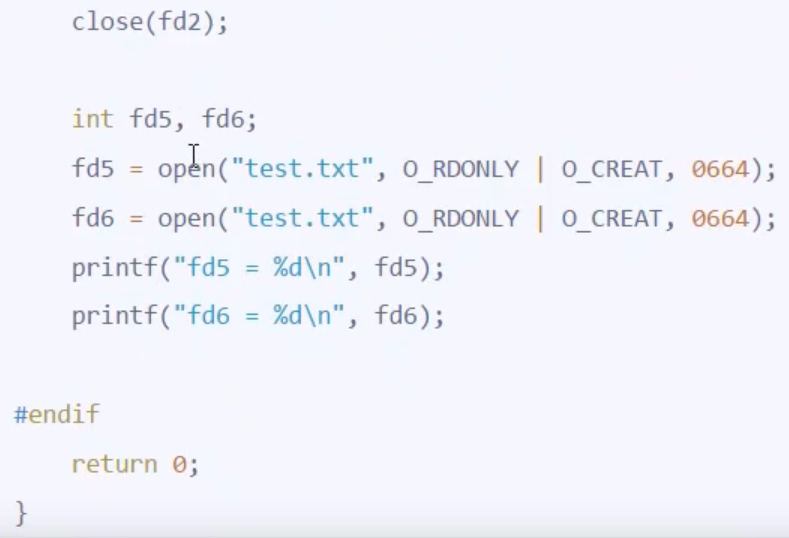 close(fd2);
int fd5, fd6;
fd5 = open("test.txt", O_RDONLY | O_CREAT, 0664);
fd6 = open("test.txt", O_RDONLY | O_CREAT, 0664);
printf("fd5 = %d\n", fd5);
printf("fd6 = %d\n", fd6);
#endif
return 0;
}